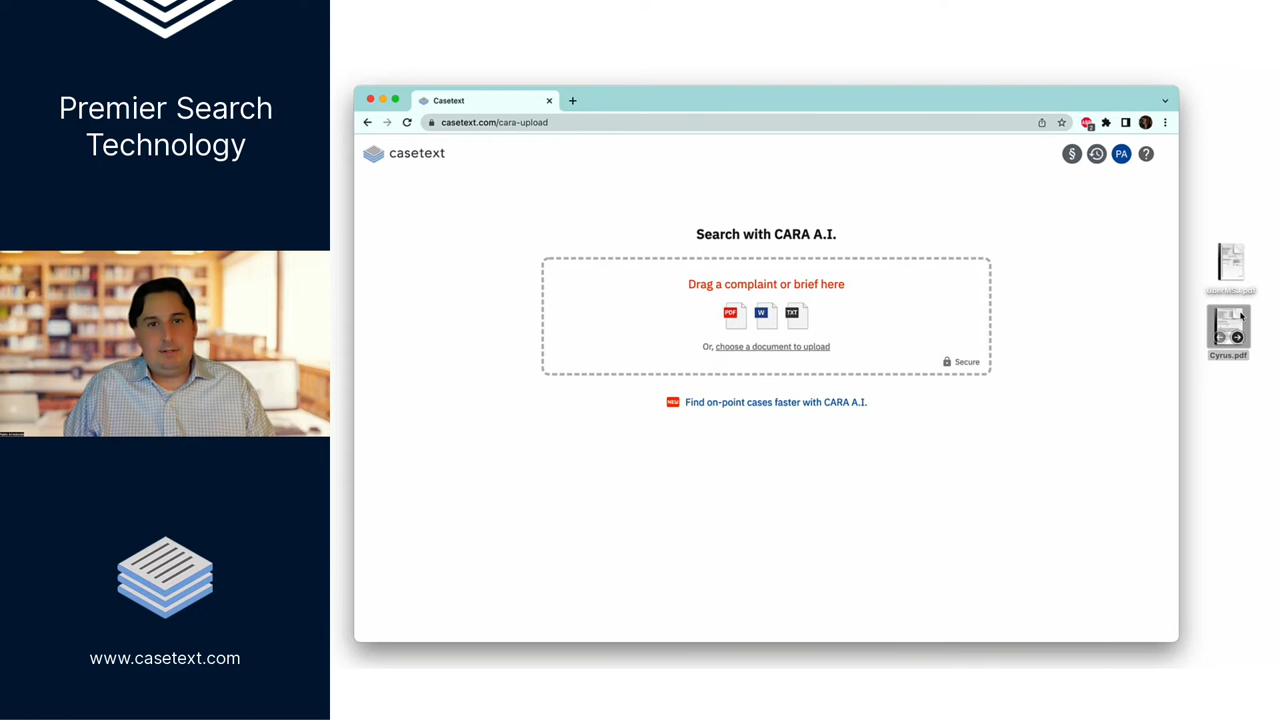 Premier Search
Technology
www.casetext.com
Casetext
casetext.com/cara-upload
casetext
§
PA
?
Search with CARA A.I.
Drag a complaint or brief here
PDF
W
TXT
Or, choose a document to upload
Secure
NEW
Find on-point cases faster with CARA A.I.
Cyrus.pdf